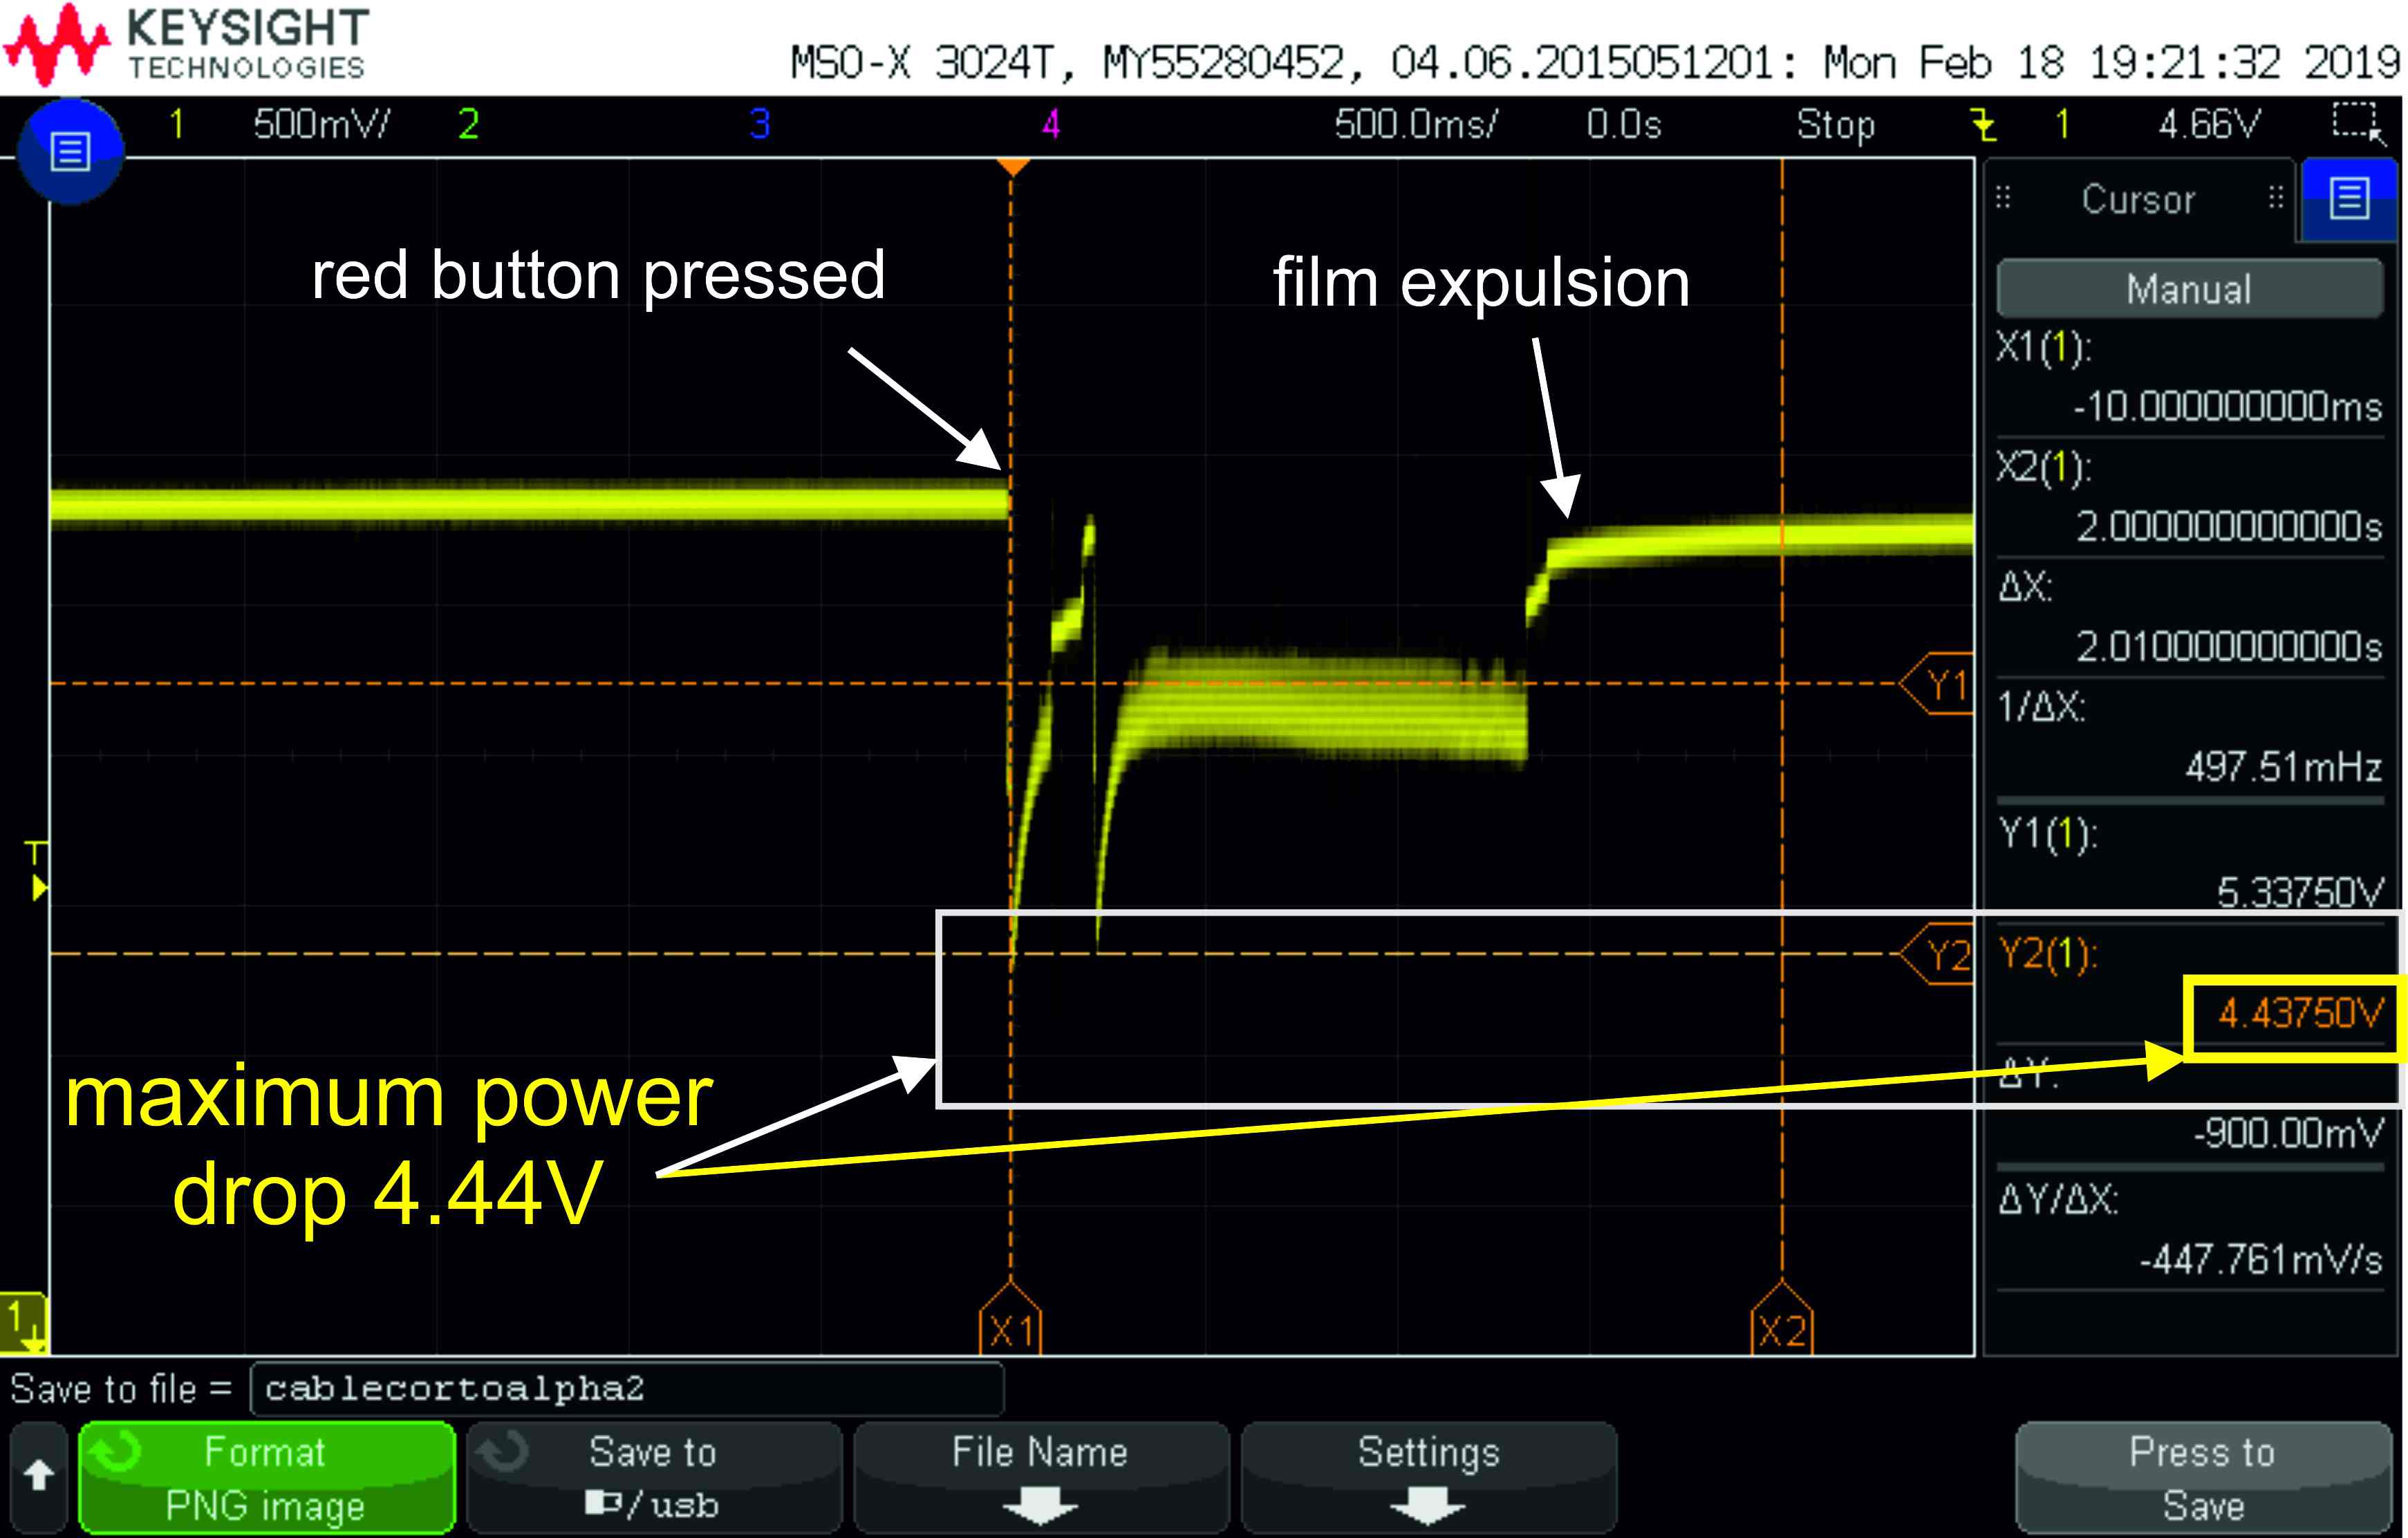 KEYSIGHT
TECHNOLOGIES
MSO-X 3024T, MY55280452, 04.06.2015051201: Mon Feb 18 19:21:32 2019
1 500mV/ 2 3 4 500.0ms/ 0.0s Stop 1 4.66V
Cursor
Manual
red button pressed
film expulsion
X1(1):
-10.000000000ms
X2(1):
2.000000000000s
ΔX:
2.010000000000s
1/ΔX:
497.51mHz
Y1
Y1(1):
5.33750V
T
Y2
Y2(1):
4.43750V
ΔY:
-900.00mV
ΔY/ΔX:
-447.761mV/s
maximum power
drop 4.44V
1
X1
X2
Save to file = cablecortoalpha2
Format
PNG image
Save to
/usb
File Name
Settings
Press to
Save